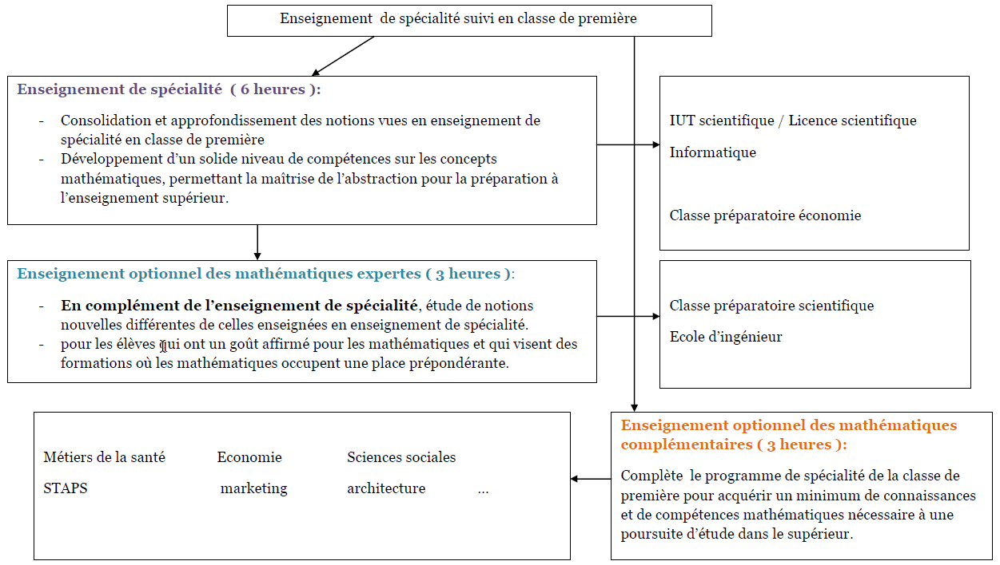 Enseignement de spécialité suivi en classe de première
Enseignement de spécialité ( 6 heures ):
- Consolidation et approfondissement des notions vues en enseignement de
spécialité en classe de première
- Développement d’un solide niveau de compétences sur les concepts
mathématiques, permettant la maîtrise de l’abstraction pour la préparation à
l’enseignement supérieur.
IUT scientifique / Licence scientifique
Informatique
Classe préparatoire économie
Enseignement optionnel des mathématiques expertes ( 3 heures ):
- En complément de l’enseignement de spécialité, étude de notions
nouvelles différentes de celles enseignées en enseignement de spécialité.
- pour les élèves qui ont un goût affirmé pour les mathématiques et qui visent des
formations où les mathématiques occupent une place prépondérante.
Classe préparatoire scientifique
Ecole d’ingénieur
Métiers de la santé Economie Sciences sociales
STAPS marketing architecture ...
Enseignement optionnel des mathématiques
complémentaires ( 3 heures ):
Complète le programme de spécialité de la classe de
première pour acquérir un minimum de connaissances
et de compétences mathématiques nécessaire à une
poursuite d’étude dans le supérieur.